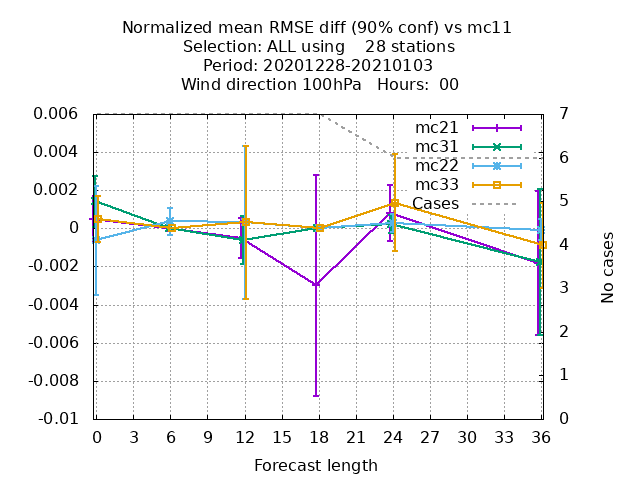 Normalized mean RMSE diff (90% conf) vs mc11
Selection: ALL using    28 stations
Period: 20201228-20210103
Wind direction 100hPa   Hours:  00
0.006
0.004
0.002
0
-0.002
-0.004
-0.006
-0.008
-0.01
7
6
5
4
3
2
1
0
mc21
mc31
mc22
mc33
Cases
No cases
0 3 6 9 12 15 18 21 24 27 30 33 36
Forecast length